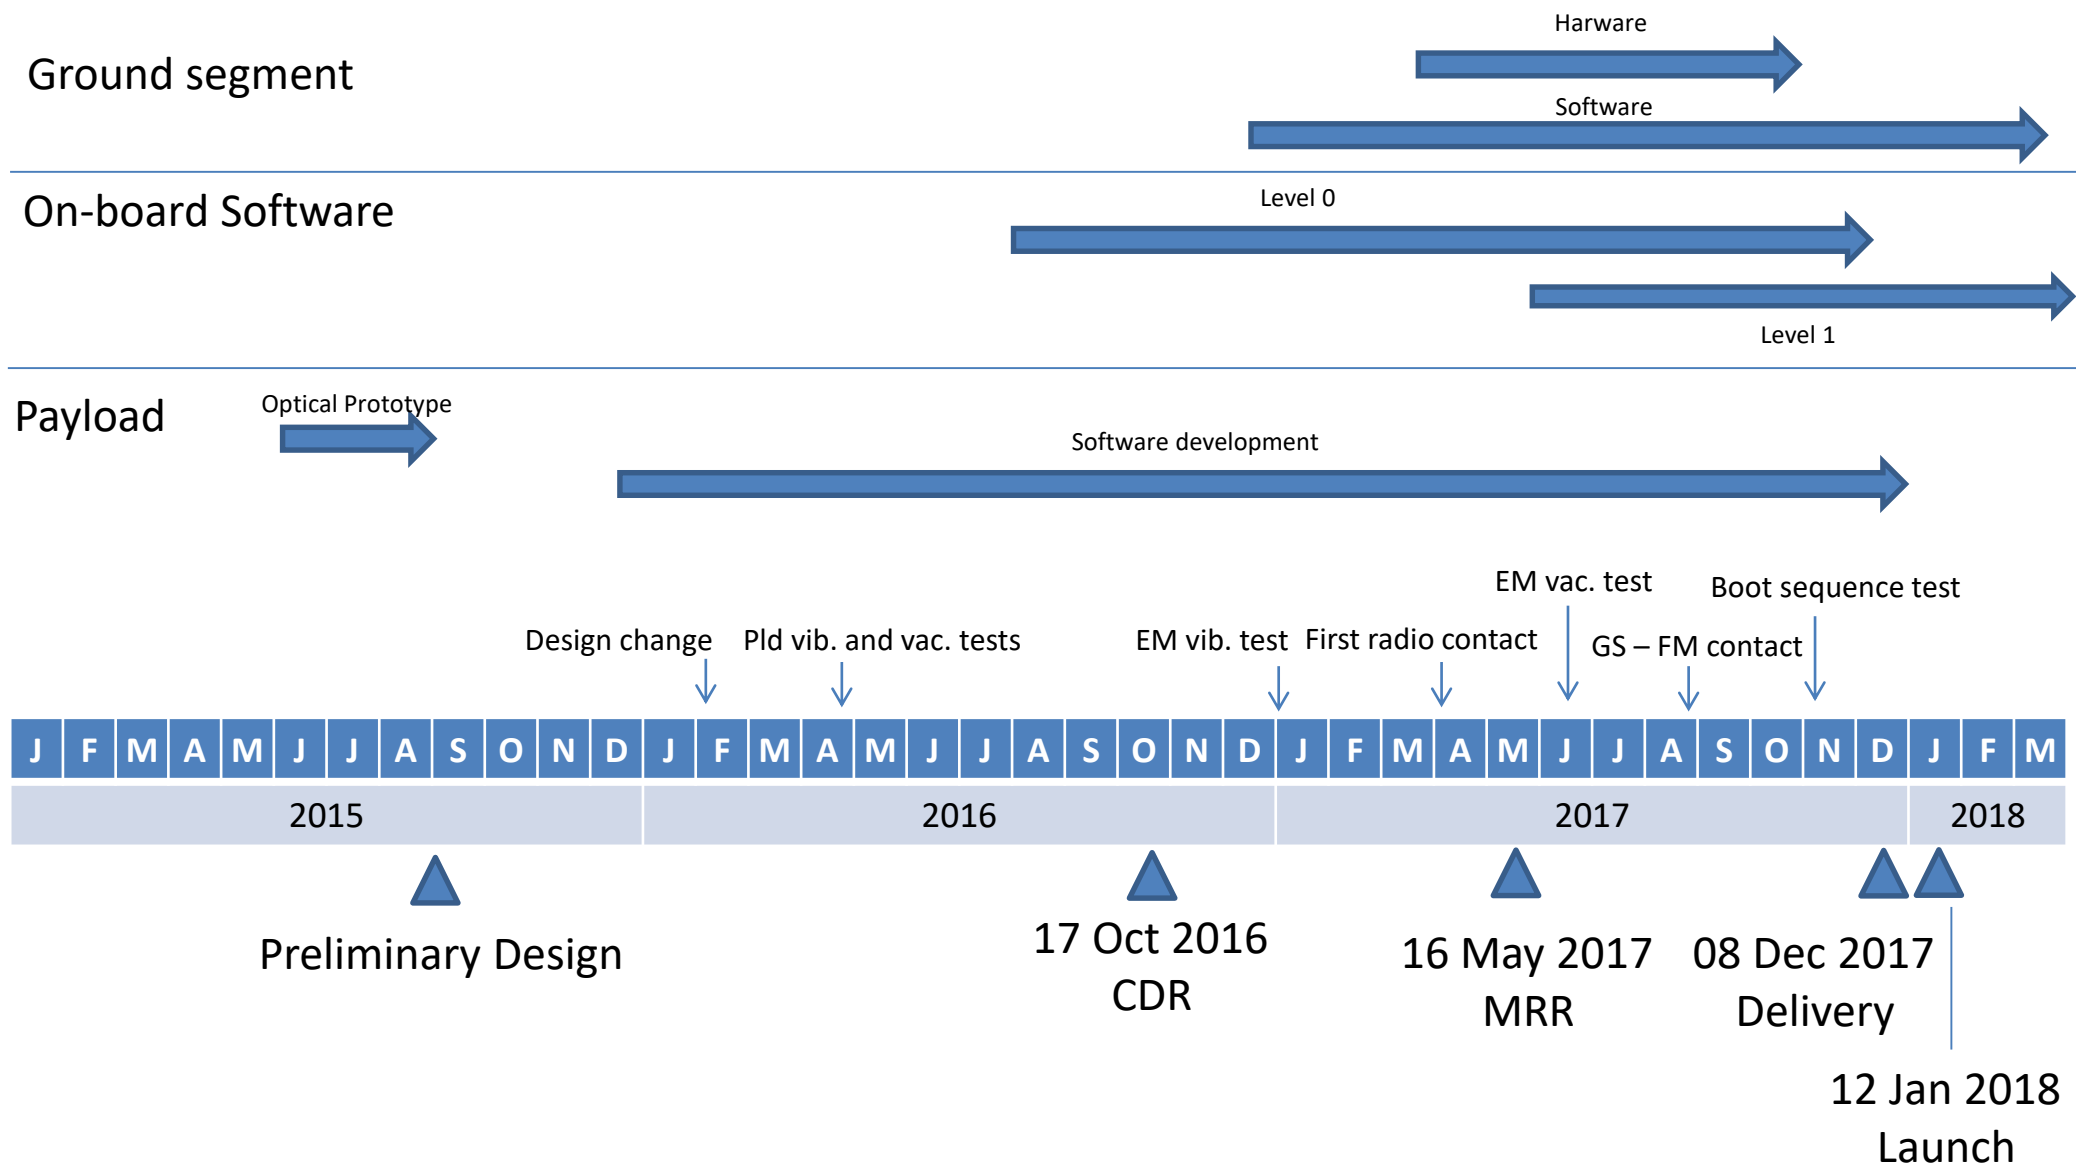 Harware
Ground segment
Software
Level 0
On-board Software
Level 1
Optical Prototype
Payload
Software development
EM vac. test
Boot sequence test
Design change
Pld vib. and vac. tests
EM vib. test
First radio contact
GS – FM contact
J F M A M J J A S O N D J F M A M J J A S O N D J F M A M J J A S O N D J F M
2015 2016 2017 2018
Preliminary Design
17 Oct 2016
CDR
16 May 2017
MRR
08 Dec 2017
Delivery
12 Jan 2018
Launch